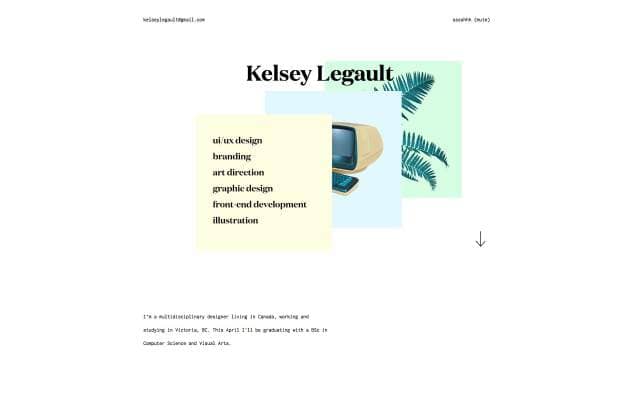 kelseylegault@gmail.com
aaaahhh (mute)
Kelsey Legault
ui/ux design
branding
art direction
graphic design
front-end development
illustration
I'm a multidisciplinary designer living in Canada, working and
studying in Victoria, BC. This April I'll be graduating with a BSc in
Computer Science and Visual Arts.